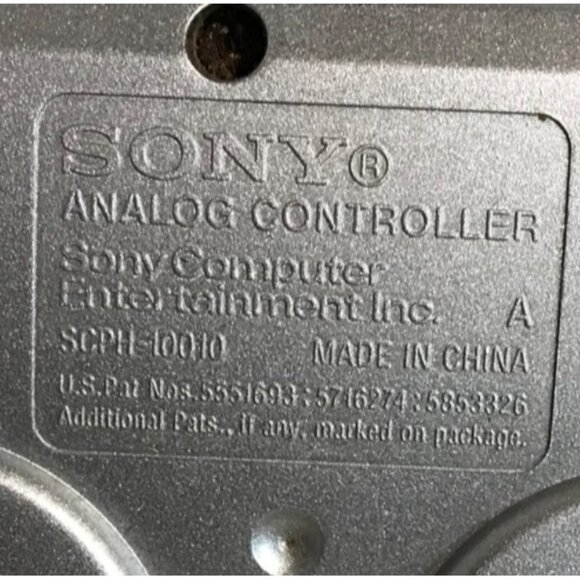 SONY®
ANALOG CONTROLLER
Sony Computer
Entertainment Inc. A
SCPH-10010 MADE IN CHINA
U.S.Pat Nos.5551693:5716274:5853326
Additional Pats., if any, marked on package.